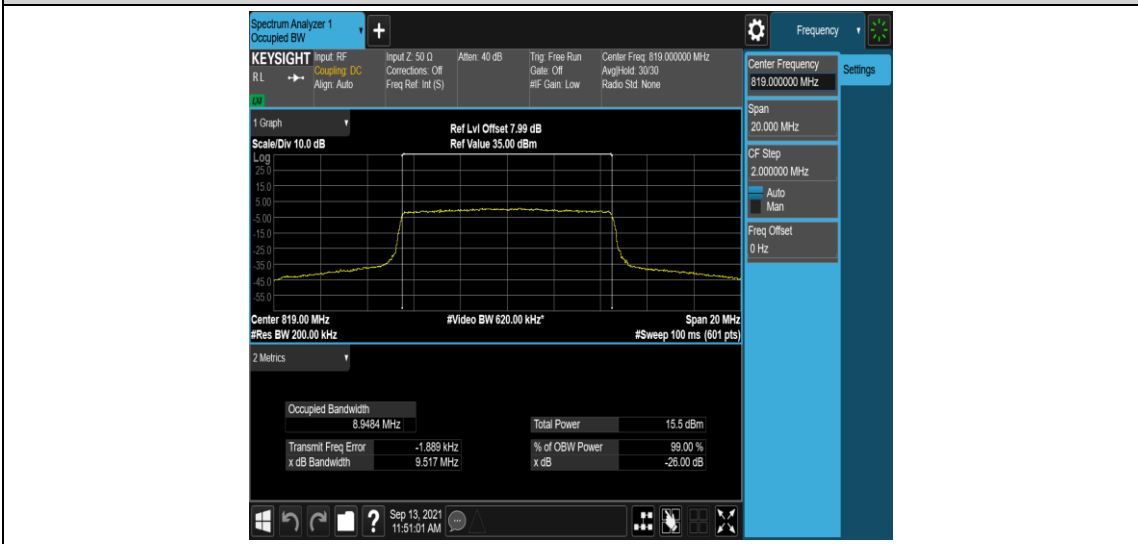 Spectrum Analyzer 1
Occupied BW
+
Frequency
KEYSIGHT Input: RF Input Z: 50 Ω Atten: 40 dB Trig: Free Run Center Freq: 819.000000 MHz
RL Coupling: DC Corrections: Off Gate: Off Avg|Hold: 30/30
Align: Auto Freq Ref: Int (S) #IF Gain: Low Radio Std: None
LXI
Center Frequency
819.000000 MHz
Settings
Span
20.000 MHz
CF Step
2.000000 MHz
Auto
Man
Freq Offset
0 Hz
1 Graph
Ref Lvl Offset 7.99 dB
Scale/Div 10.0 dB Ref Value 35.00 dBm
Log
25.0
15.0
5.00
-5.00
-15.0
-25.0
-35.0
-45.0
-55.0
Center 819.00 MHz #Video BW 620.00 kHz* Span 20 MHz
#Res BW 200.00 kHz #Sweep 100 ms (601 pts)
2 Metrics
Occupied Bandwidth
8.9484 MHz
Total Power 15.5 dBm
Transmit Freq Error -1.889 kHz % of OBW Power 99.00 %
x dB Bandwidth 9.517 MHz x dB -26.00 dB
? Sep 13, 2021
11:51:01 AM